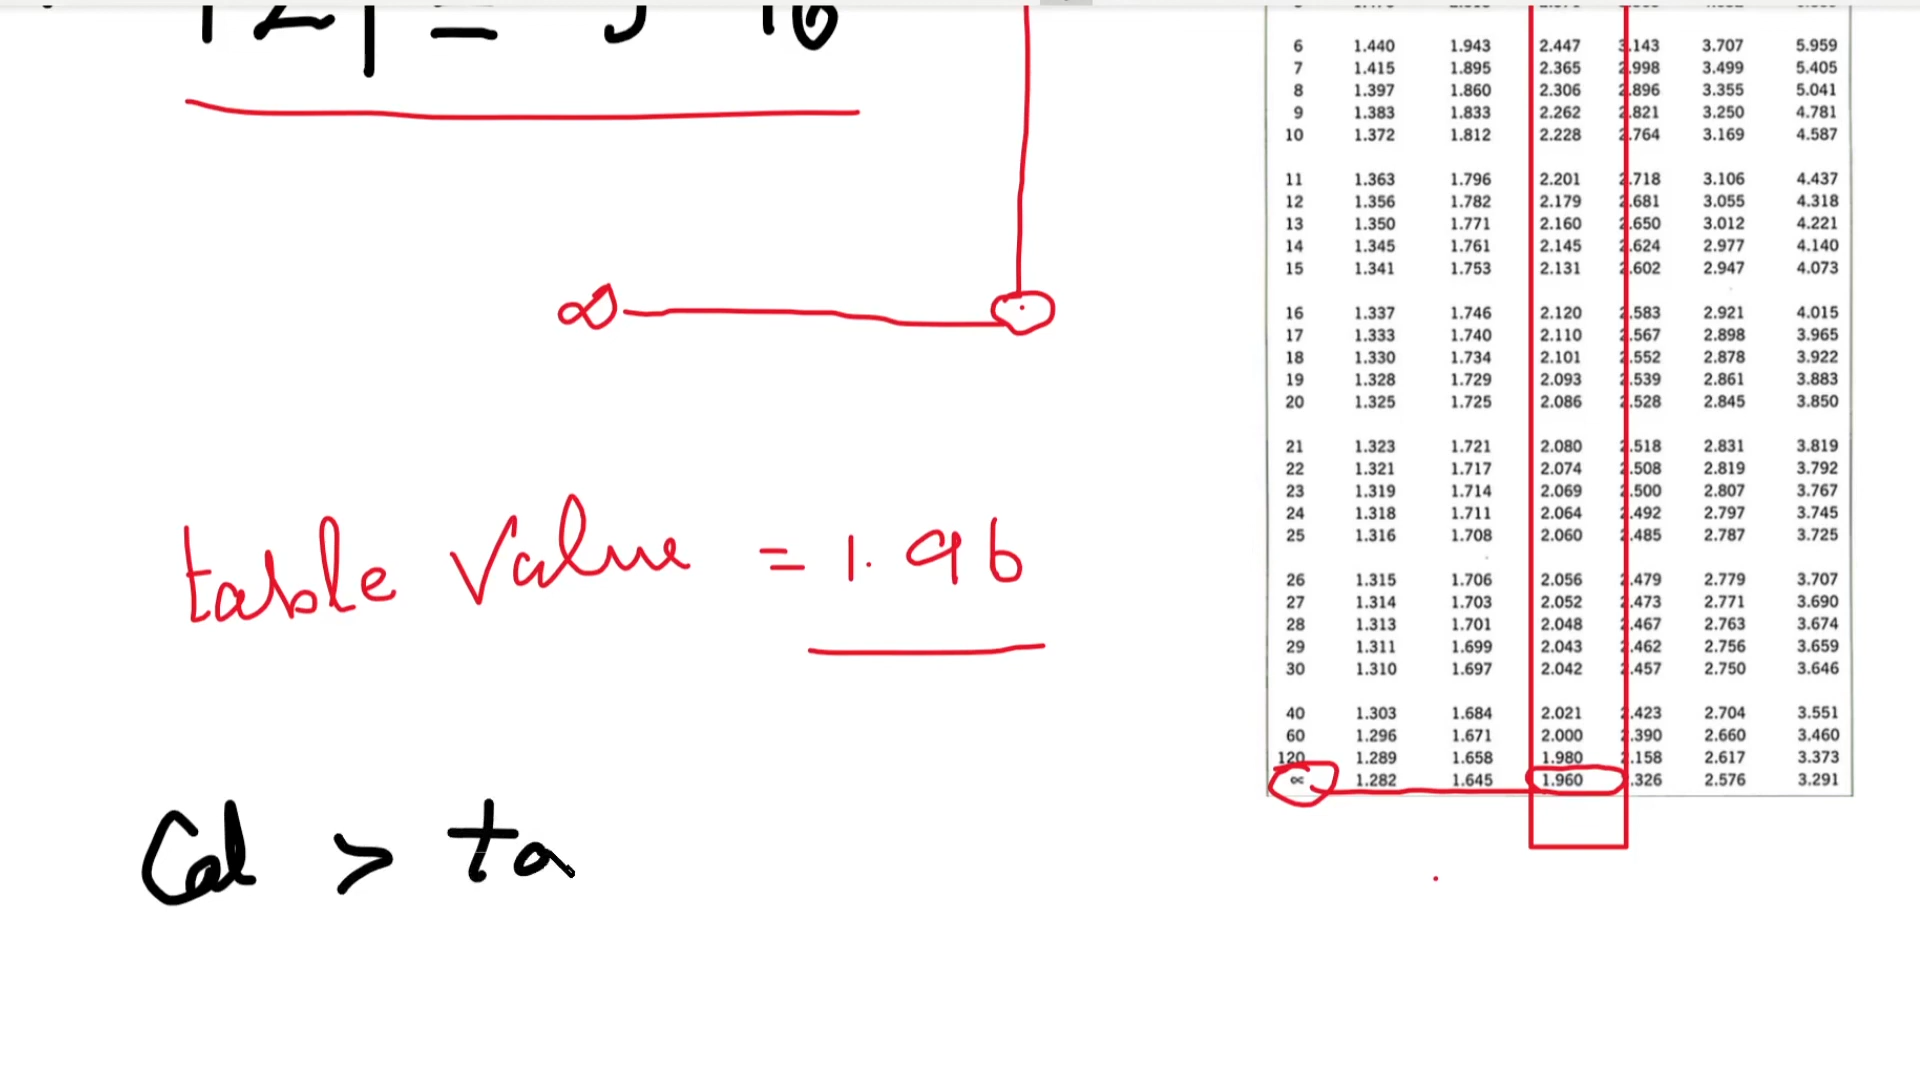 |Z| =
6 1.440 1.943 2.447 3.143 3.707 5.959
7 1.415 1.895 2.365 2.998 3.499 5.405
8 1.397 1.860 2.306 2.896 3.355 5.041
9 1.383 1.833 2.262 2.821 3.250 4.781
10 1.372 1.812 2.228 2.764 3.169 4.587
11 1.363 1.796 2.201 2.718 3.106 4.437
12 1.356 1.782 2.179 2.681 3.055 4.318
13 1.350 1.771 2.160 2.650 3.012 4.221
14 1.345 1.761 2.145 2.624 2.977 4.140
15 1.341 1.753 2.131 2.602 2.947 4.073
16 1.337 1.746 2.120 2.583 2.921 4.015
17 1.333 1.740 2.110 2.567 2.898 3.965
18 1.330 1.734 2.101 2.552 2.878 3.922
19 1.328 1.729 2.093 2.539 2.861 3.883
20 1.325 1.725 2.086 2.528 2.845 3.850
21 1.323 1.721 2.080 2.518 2.831 3.819
22 1.321 1.717 2.074 2.508 2.819 3.792
23 1.319 1.714 2.069 2.500 2.807 3.767
24 1.318 1.711 2.064 2.492 2.797 3.745
25 1.316 1.708 2.060 2.485 2.787 3.725
26 1.315 1.706 2.056 2.479 2.779 3.707
27 1.314 1.703 2.052 2.473 2.771 3.690
28 1.313 1.701 2.048 2.467 2.763 3.674
29 1.311 1.699 2.043 2.462 2.756 3.659
30 1.310 1.697 2.042 2.457 2.750 3.646
40 1.303 1.684 2.021 2.423 2.704 3.551
60 1.296 1.671 2.000 2.390 2.660 3.460
120 1.289 1.658 1.980 2.158 2.617 3.373
∞ 1.282 1.645 1.960 2.326 2.576 3.291
∞
table value = 1.96
Cal > ta